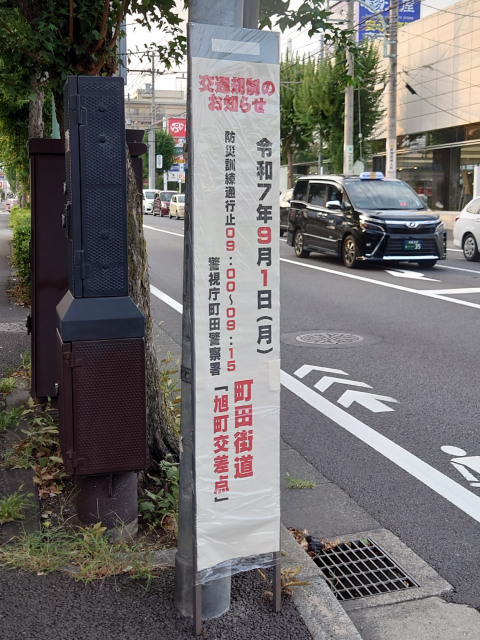 交通規制の
お知らせ
令和7年9月1日(月)
防災訓練通行止09:00~09:15
警視庁町田警察署
町田街道
「旭町交差点」